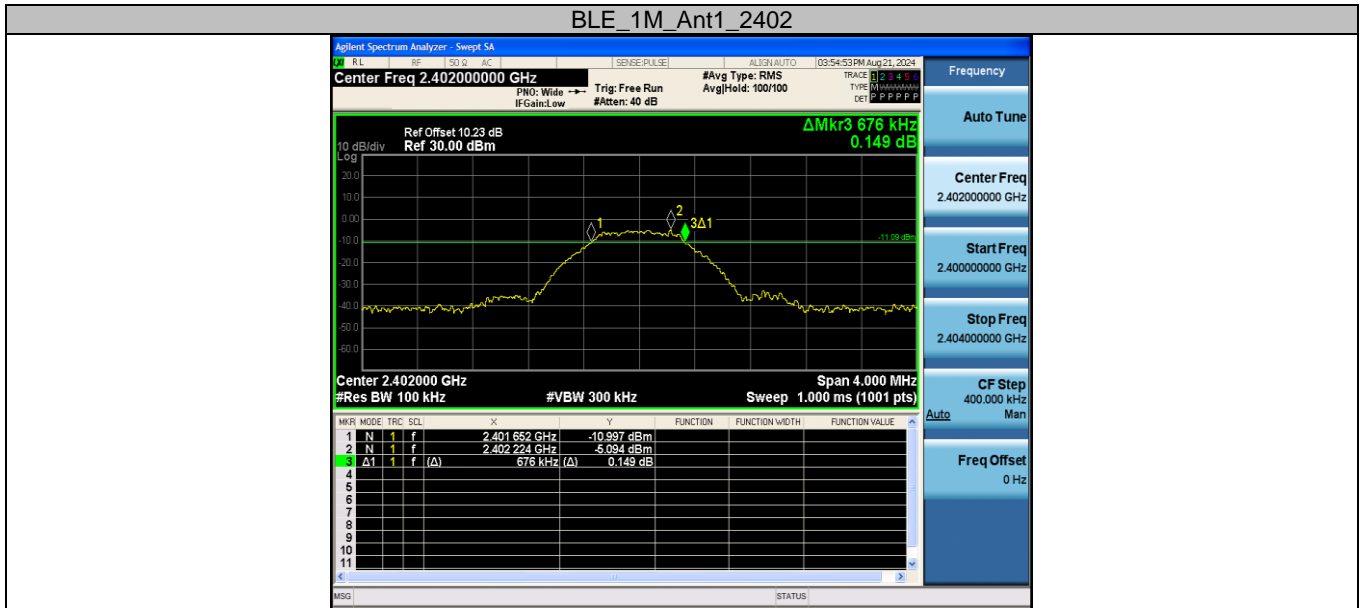 BLE_1M_Ant1_2402
Agilent Spectrum Analyzer - Swept SA
RL RF 50 Ω AC SENSE:PULSE ALIGN AUTO 03:54:53 PM Aug 21, 2024
Center Freq 2.402000000 GHz
PNO: Wide
IFGain:Low
Trig: Free Run
#Atten: 40 dB
#Avg Type: RMS
Avg|Hold: 100/100
TRACE 1 2 3 4 5 6
TYPE M
DET P P P P P P
Frequency
Auto Tune
Center Freq
2.402000000 GHz
Start Freq
2.400000000 GHz
Stop Freq
2.404000000 GHz
CF Step
400.000 kHz
Auto Man
Freq Offset
0 Hz
ΔMkr3 676 kHz
0.149 dB
Ref Offset 10.23 dB
10 dB/div Ref 30.00 dBm
Log
20.0
10.0
0.00
-10.0
-20.0
-30.0
-40.0
-50.0
-60.0
1
2
3Δ1
-11.09 dBm
Center 2.402000 GHz Span 4.000 MHz
#Res BW 100 kHz #VBW 300 kHz Sweep 1.000 ms (1001 pts)
MKR MODE TRC SCL X Y FUNCTION FUNCTION WIDTH FUNCTION VALUE
1 N 1 f 2.401 652 GHz -10.997 dBm
2 N 1 f 2.402 224 GHz -5.094 dBm
3 Δ1 1 f (Δ) 676 kHz (Δ) 0.149 dB
4
5
6
7
8
9
10
11
MSG STATUS